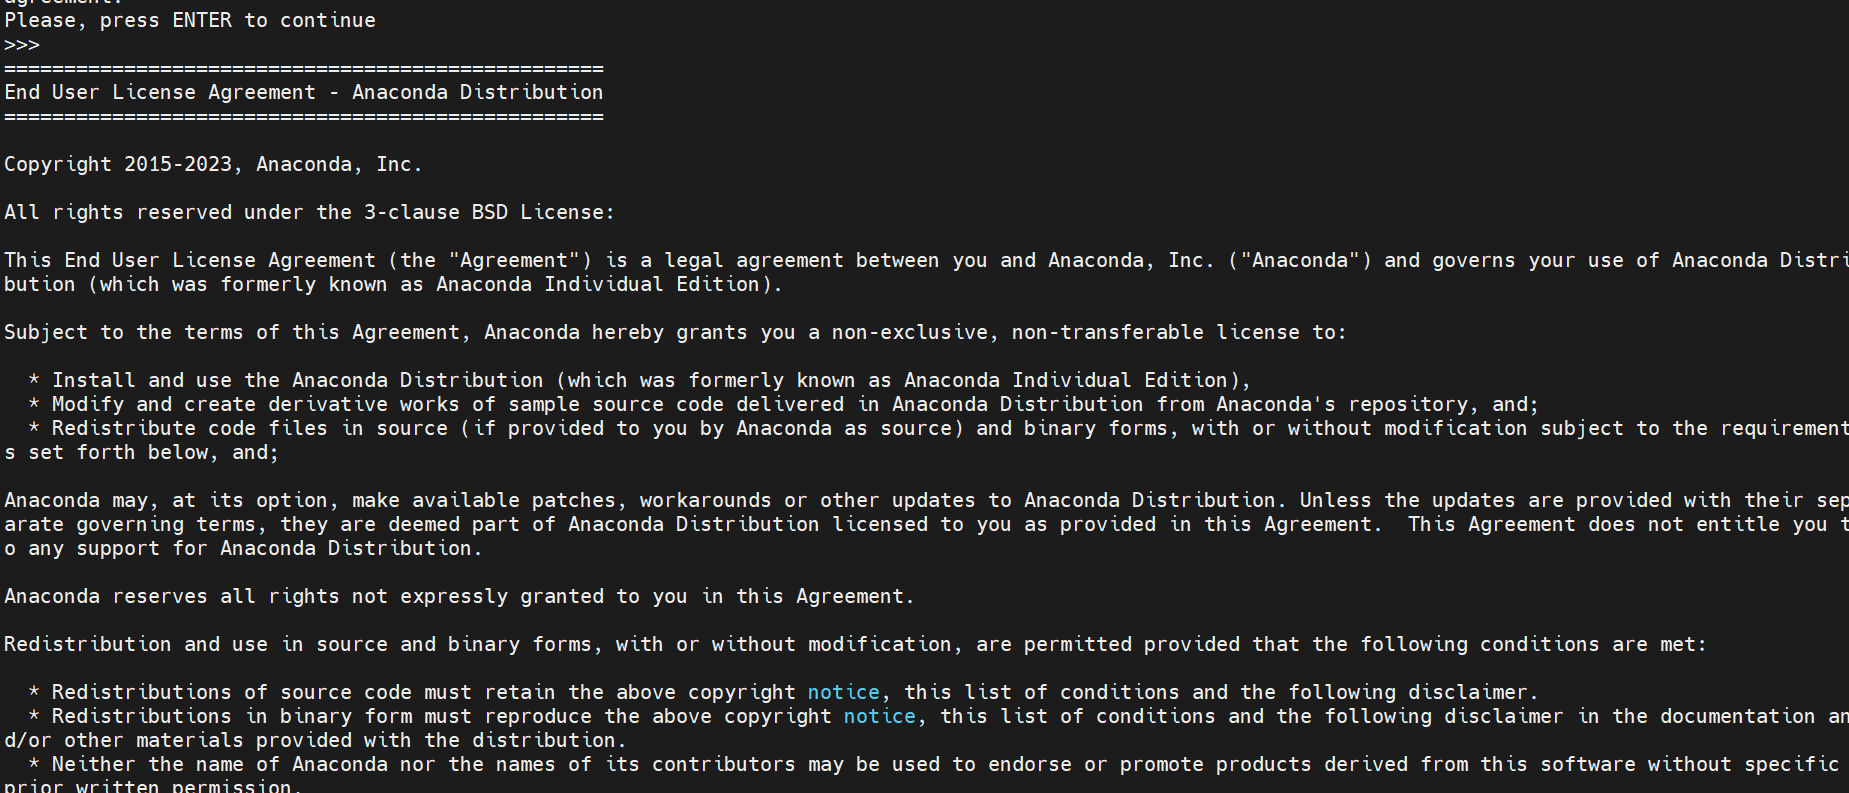 agreement.
Please, press ENTER to continue
>>>
==================================================
End User License Agreement - Anaconda Distribution
==================================================
Copyright 2015-2023, Anaconda, Inc.
All rights reserved under the 3-clause BSD License:
This End User License Agreement (the "Agreement") is a legal agreement between you and Anaconda, Inc. ("Anaconda") and governs your use of Anaconda Distri
bution (which was formerly known as Anaconda Individual Edition).
Subject to the terms of this Agreement, Anaconda hereby grants you a non-exclusive, non-transferable license to:
  * Install and use the Anaconda Distribution (which was formerly known as Anaconda Individual Edition),
  * Modify and create derivative works of sample source code delivered in Anaconda Distribution from Anaconda's repository, and;
  * Redistribute code files in source (if provided to you by Anaconda as source) and binary forms, with or without modification subject to the requirement
s set forth below, and;
Anaconda may, at its option, make available patches, workarounds or other updates to Anaconda Distribution. Unless the updates are provided with their sep
arate governing terms, they are deemed part of Anaconda Distribution licensed to you as provided in this Agreement.  This Agreement does not entitle you t
o any support for Anaconda Distribution.
Anaconda reserves all rights not expressly granted to you in this Agreement.
Redistribution and use in source and binary forms, with or without modification, are permitted provided that the following conditions are met:
  * Redistributions of source code must retain the above copyright notice, this list of conditions and the following disclaimer.
  * Redistributions in binary form must reproduce the above copyright notice, this list of conditions and the following disclaimer in the documentation an
d/or other materials provided with the distribution.
  * Neither the name of Anaconda nor the names of its contributors may be used to endorse or promote products derived from this software without specific
prior written permission.